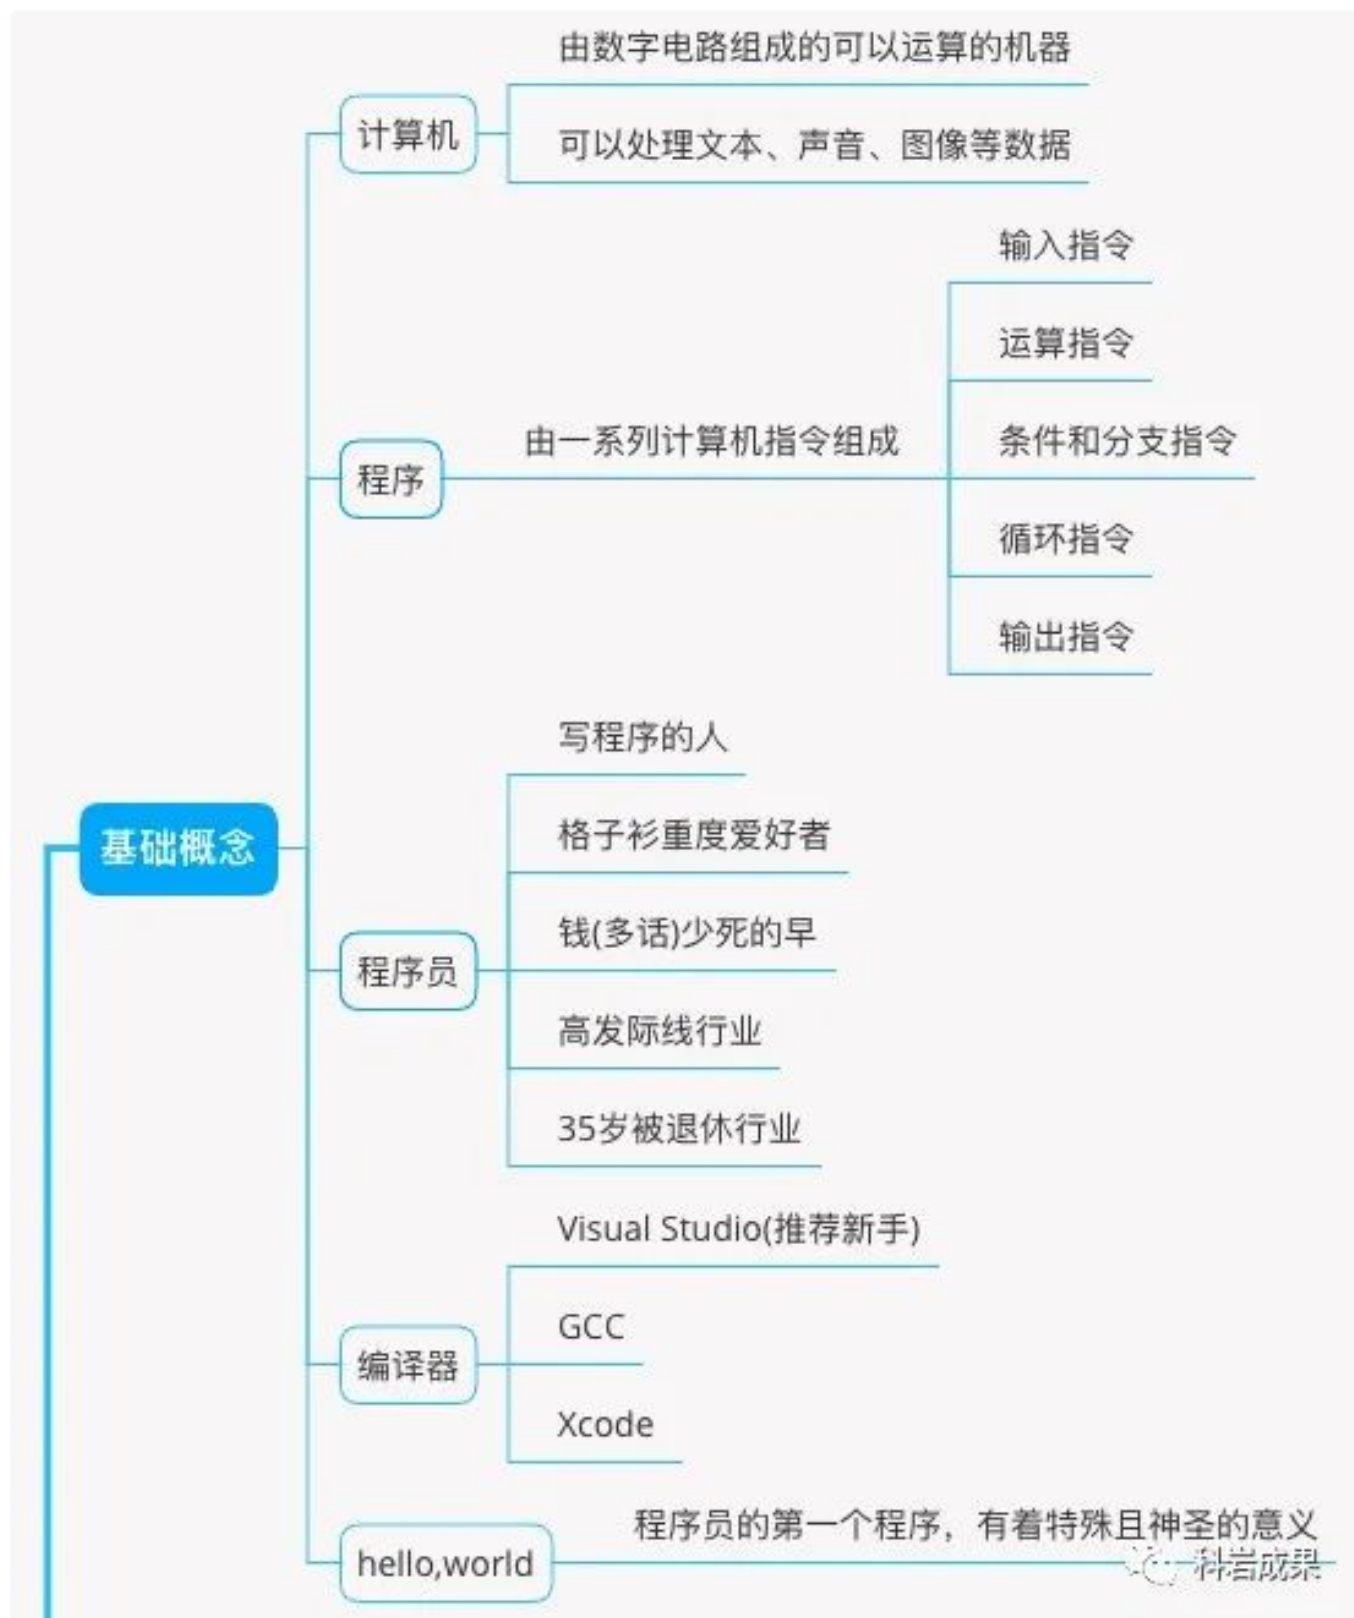 由数字电路组成的可以运算的机器
计算机
可以处理文本、声音、图像等数据
输入指令
运算指令
由一系列计算机指令组成
条件和分支指令
程序
循环指令
输出指令
写程序的人
格子衫重度爱好者
基础概念
钱(多话)少死的早
程序员
高发际线行业
35岁被退休行业
Visual Studio(推荐新手)
GCC
编译器
Xcode
程序员的第一个程序，有着特殊且神圣的意义
hello,world
科岩成果